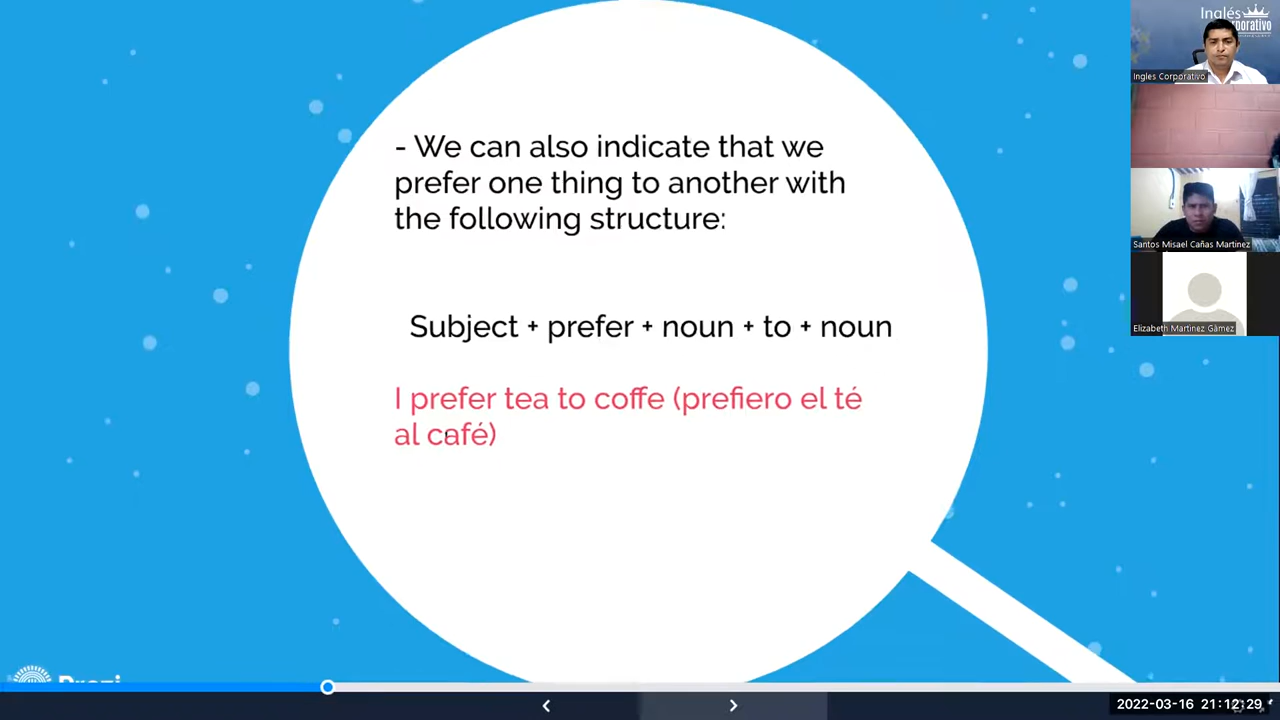 - We can also indicate that we
prefer one thing to another with
the following structure:
Subject + prefer + noun + to + noun
I prefer tea to coffe (prefiero el té
al café)
Inglés
Ingles Corporativo
Santos Misael Cañas Martinez
Elizabeth Martinez Gàmez
Prezi
2022-03-16 21:12:29